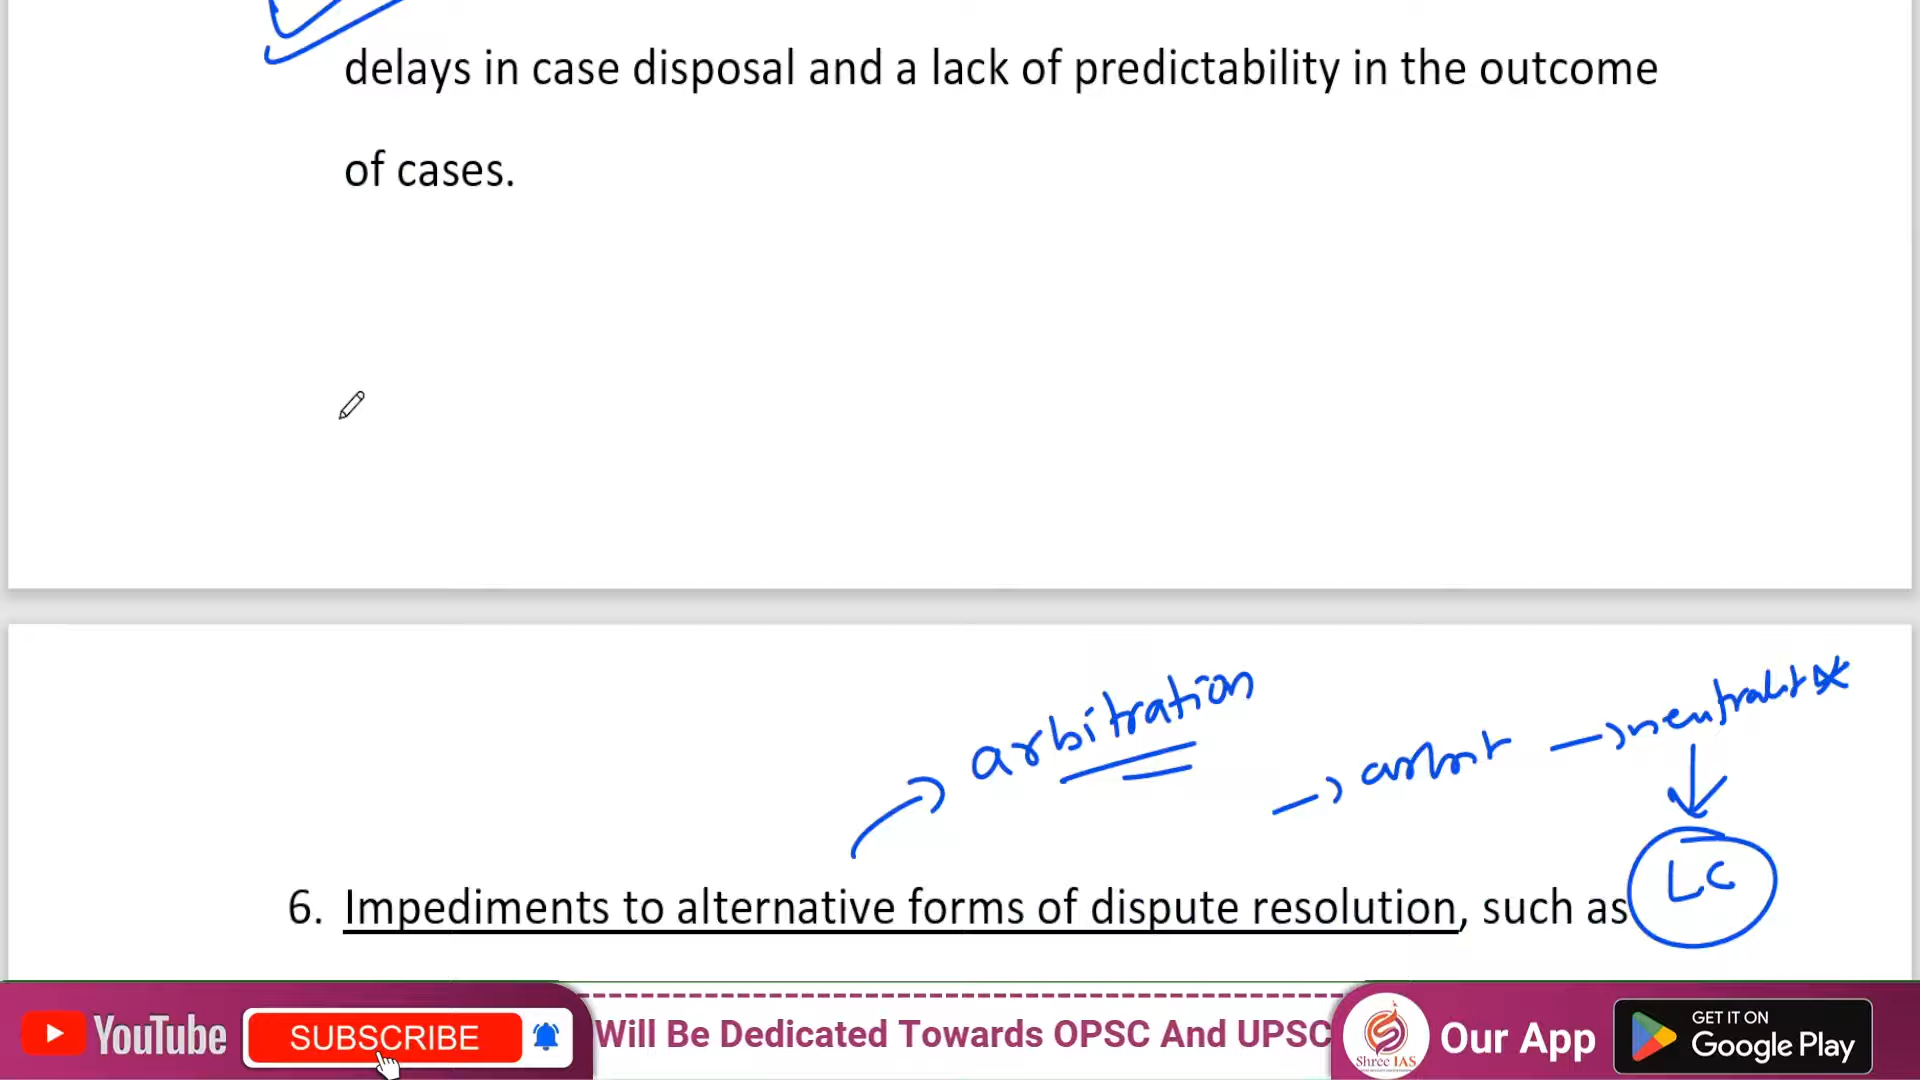 delays in case disposal and a lack of predictability in the outcome
of cases.
arbitration
LC
6. Impediments to alternative forms of dispute resolution, such as
YouTube
SUBSCRIBE
Will Be Dedicated Towards OPSC And UPSC
Shree IAS
Our App
GET IT ON
Google Play